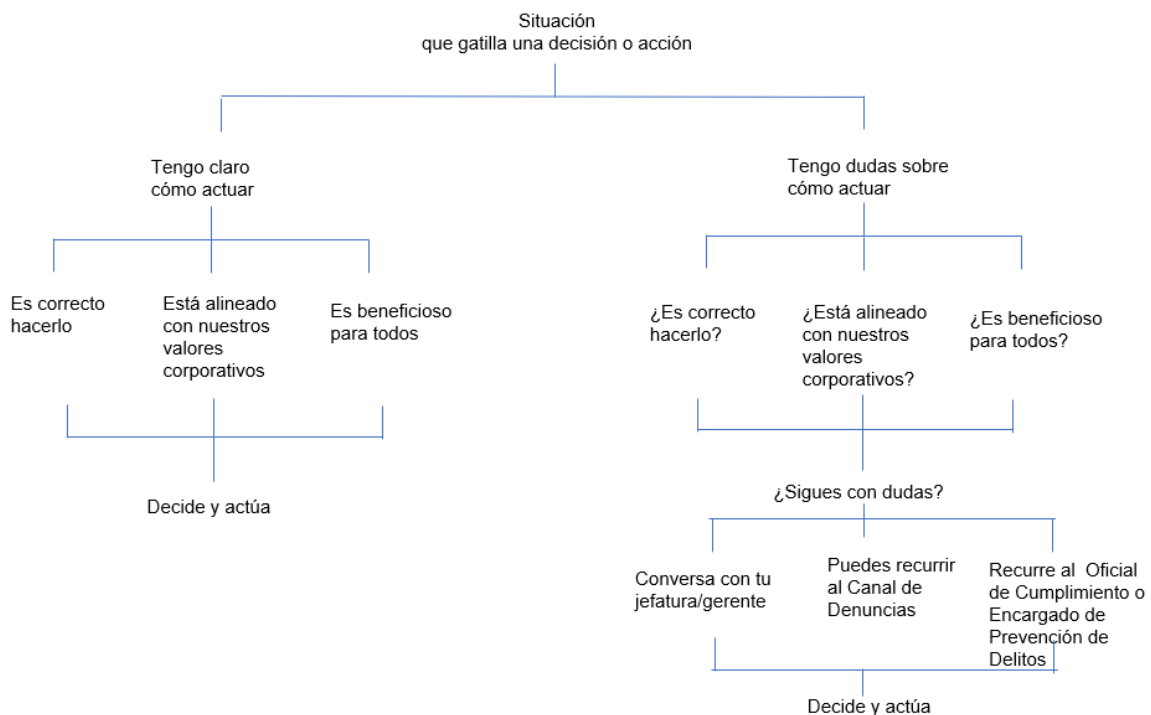 Situación
que gatilla una decisión o acción
Tengo claro
cómo actuar
Tengo dudas sobre
cómo actuar
Es correcto
hacerlo
Está alineado
con nuestros
valores
corporativos
Es beneficioso
para todos
¿Es correcto
hacerlo?
¿Está alineado
con nuestros
valores
corporativos?
¿Es beneficioso
para todos?
Decide y actúa
¿Sigues con dudas?
Conversa con tu
jefatura/gerente
Puedes recurrir
al Canal de
Denuncias
Recurre al Oficial
de Cumplimiento o
Encargado de
Prevención de
Delitos
Decide y actúa